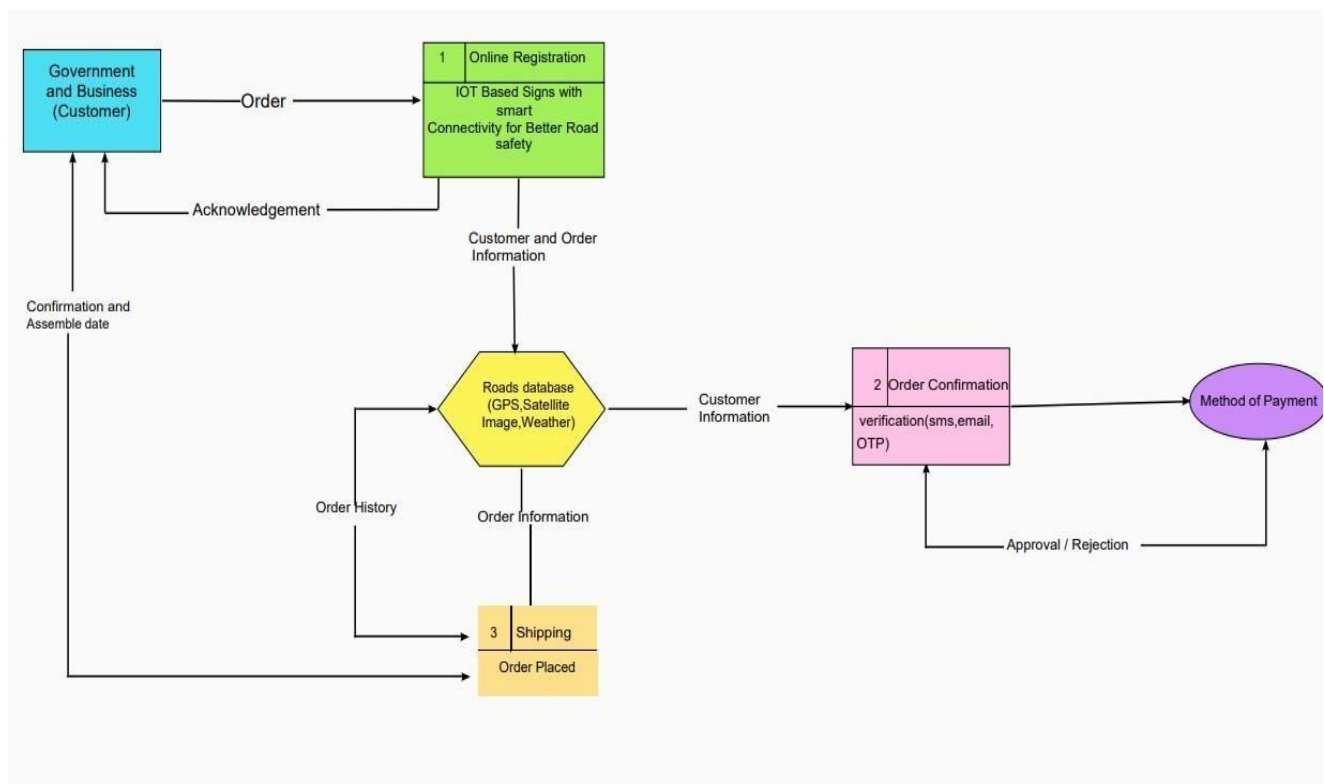 Government
and Business
(Customer)
Order
1
Online Registration
IOT Based Signs with
smart
Connectivity for Better Road
safety
Acknowledgement
Customer and Order
Information
Confirmation and
Assemble date
Roads database
(GPS,Satellite
Image,Weather)
Customer
Information
2
Order Confirmation
verification(sms,email,
OTP)
Method of Payment
Order History
Order Information
Approval / Rejection
3
Shipping
Order Placed